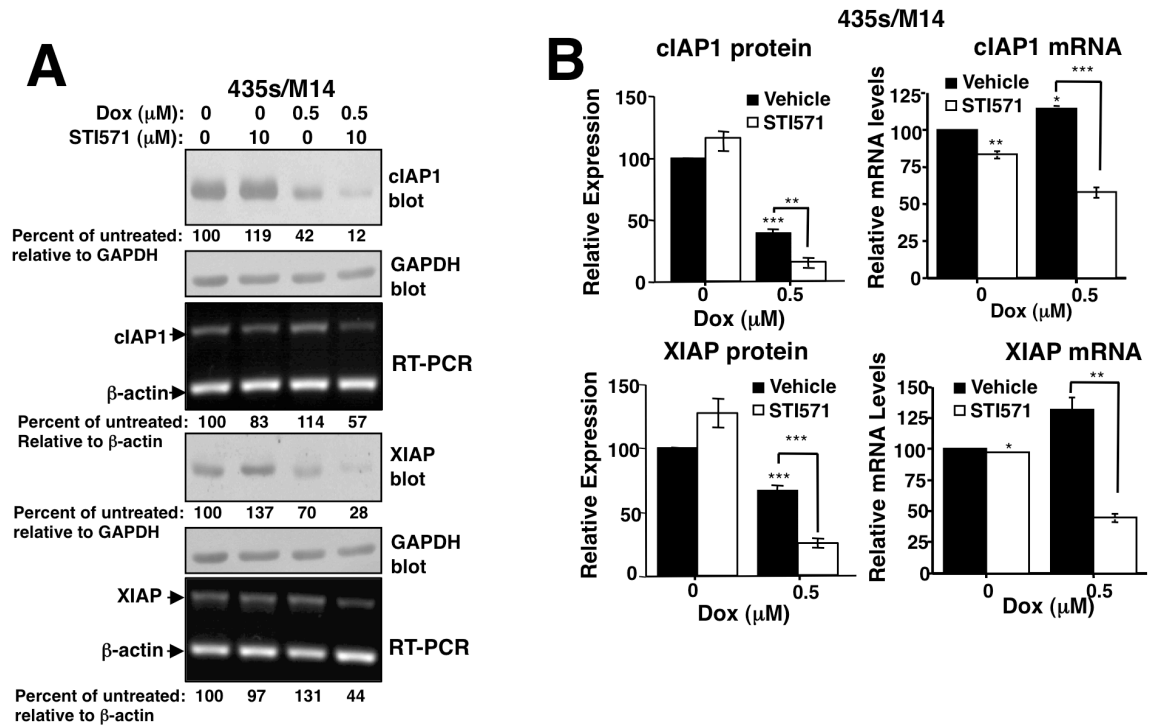 A
435s/M14
Dox (µM): 0 0 0.5 0.5
STI571 (µM): 0 10 0 10
cIAP1
blot
Percent of untreated: 100 119 42 12
relative to GAPDH
GAPDH
blot
cIAP1
RT-PCR
β-actin
Percent of untreated: 100 83 114 57
Relative to β-actin
XIAP
blot
Percent of untreated: 100 137 70 28
relative to GAPDH
GAPDH
blot
XIAP
β-actin
RT-PCR
Percent of untreated: 100 97 131 44
relative to β-actin
B
435s/M14
cIAP1 protein
Relative Expression
150
100
50
0
Vehicle
STI571
***
**
0 0.5
Dox (µM)
cIAP1 mRNA
Relative mRNA levels
125
100
75
50
25
0
Vehicle
STI571
**
*
***
0 0.5
Dox (µM)
XIAP protein
Relative Expression
150
100
50
0
Vehicle
STI571
***
***
0 0.5
Dox (µM)
XIAP mRNA
Relative mRNA Levels
150
125
100
75
50
25
0
Vehicle
STI571
*
**
0 0.5
Dox (µM)